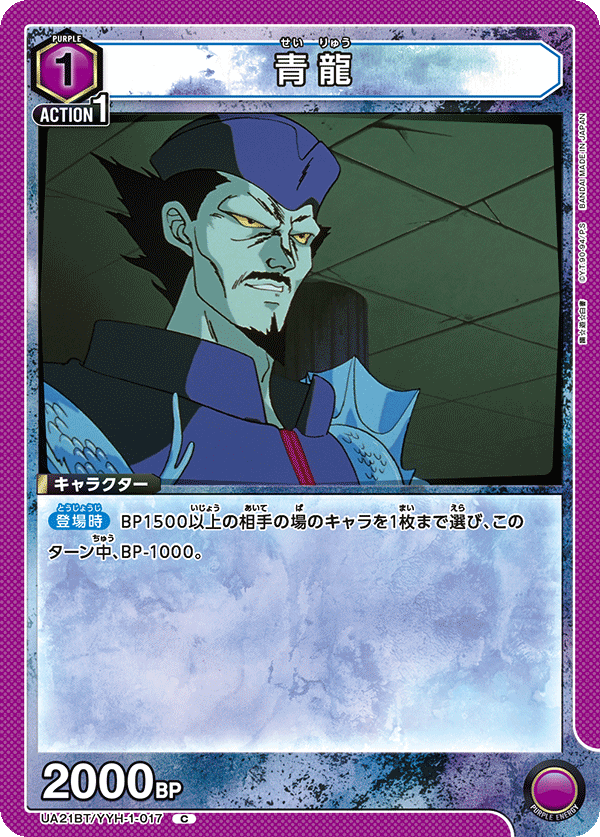 PURPLE
1
ACTION 1
せい りゅう
青龍
BANDAI MADE IN JAPAN
©Y.T.90-94/P.S
幽☆遊☆白書
キャラクター
とうじょうじ いじょう あいて ば まい えら
登場時 BP1500以上の相手の場のキャラを1枚まで選び、この
ちゅう
ターン中、BP-1000。
2000BP
UA21BT/YYH-1-017 C
PURPLE ENERGY